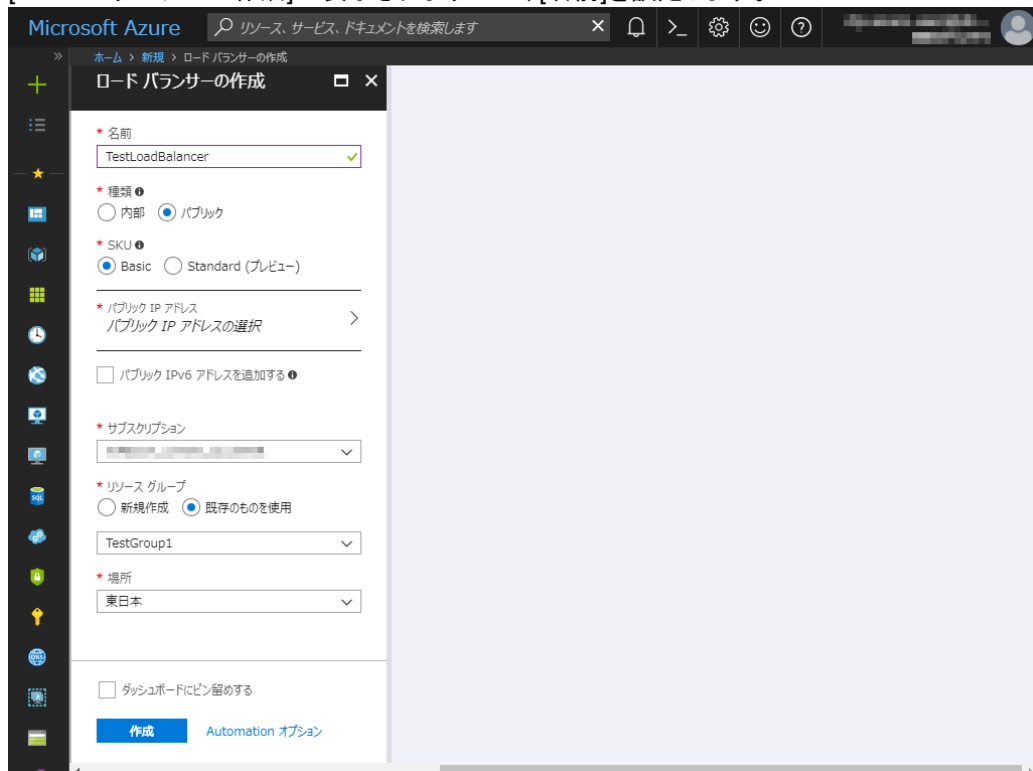 Microsoft Azure
リソース、サービス、ドキュメントを検索します
ホーム > 新規 > ロード バランサーの作成
ロード バランサーの作成
* 名前
TestLoadBalancer
* 種類
内部 パブリック
* SKU
Basic Standard (プレビュー)
* パブリック IP アドレス
パブリック IP アドレスの選択
パブリック IPv6 アドレスを追加する
* サブスクリプション
* リソース グループ
新規作成 既存のものを使用
TestGroup1
* 場所
東日本
ダッシュボードにピン留めする
作成 Automation オプション